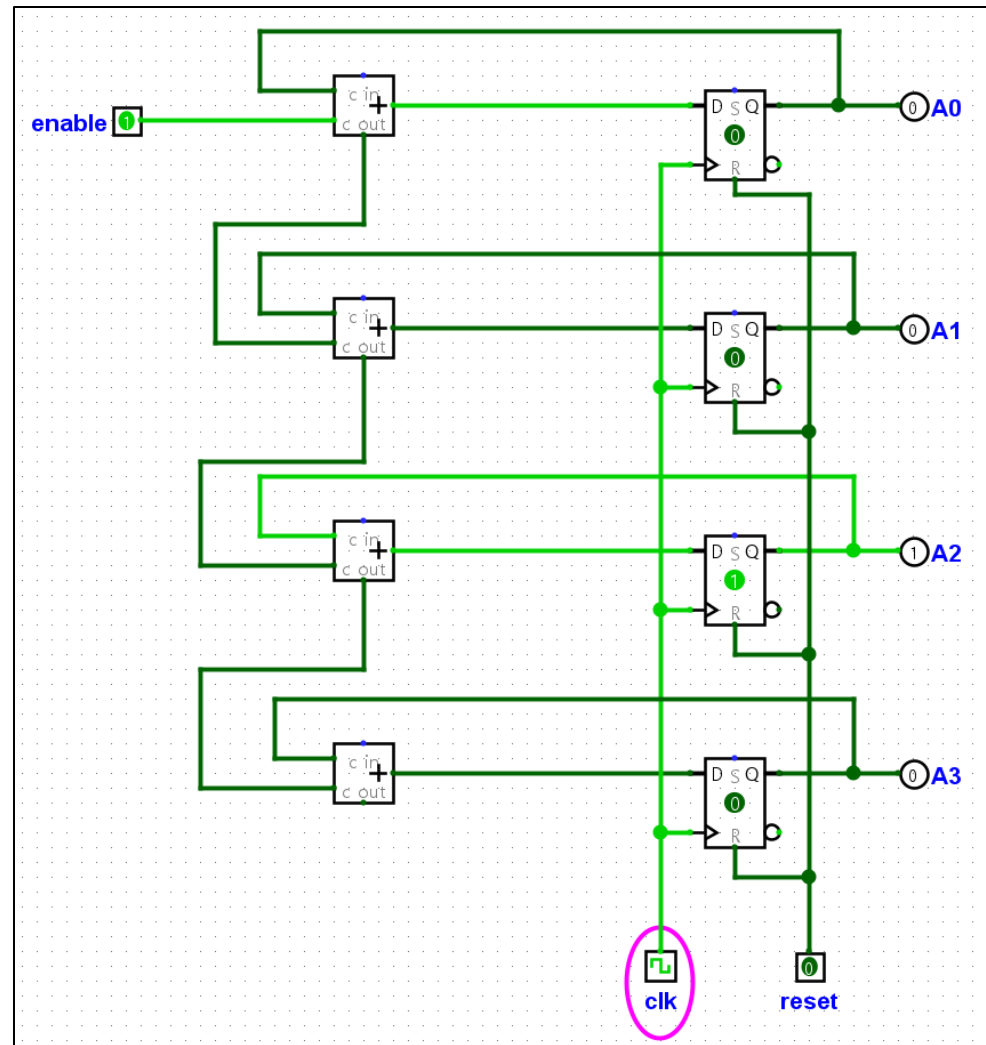 c in
+
c out
D S Q
0
R
0
A0
enable
1
c in
+
c out
D S Q
0
R
0
A1
c in
+
c out
D S Q
1
R
1
A2
c in
+
c out
D S Q
0
R
0
A3
clk
0
reset